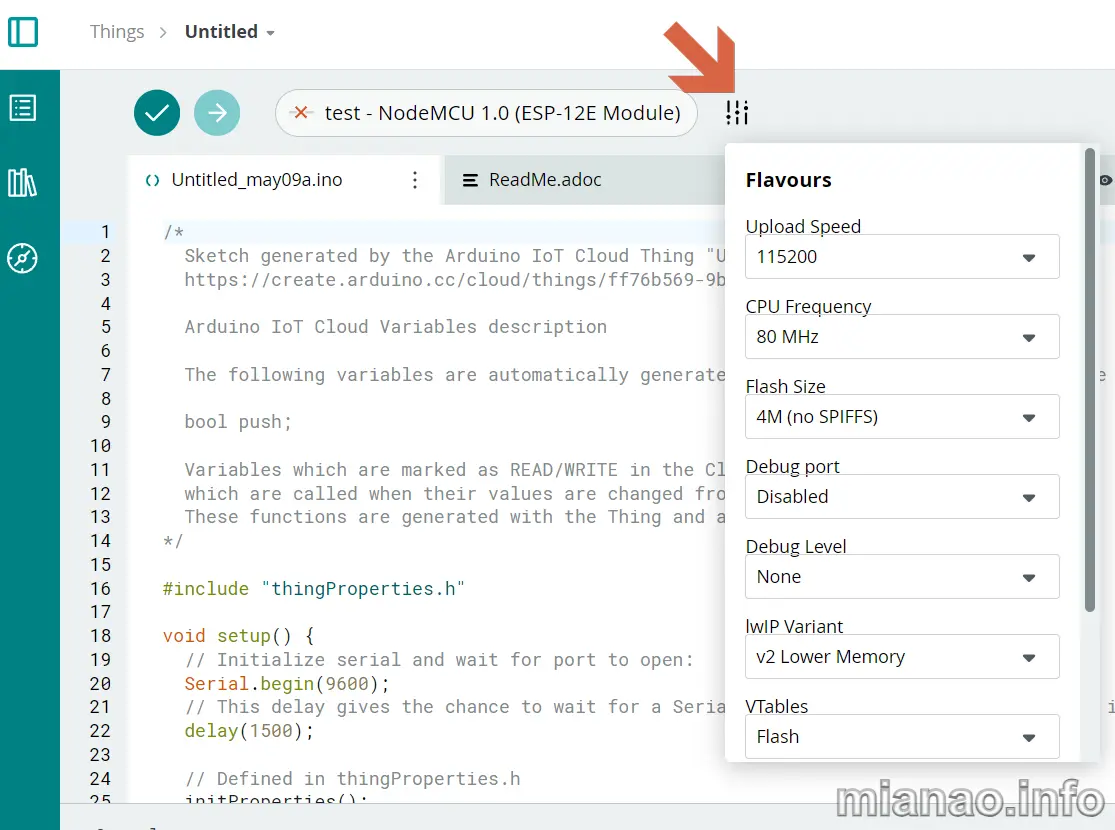 Things > Untitled
test - NodeMCU 1.0 (ESP-12E Module)
Untitled_may09a.ino
ReadMe.adoc
1 /*
2 Sketch generated by the Arduino IoT Cloud Thing "U
3 https://create.arduino.cc/cloud/things/ff76b569-9b
4
5 Arduino IoT Cloud Variables description
6
7 The following variables are automatically generate
8
9 bool push;
10
11 Variables which are marked as READ/WRITE in the Cl
12 which are called when their values are changed fro
13 These functions are generated with the Thing and a
14 */
15
16 #include "thingProperties.h"
17
18 void setup() {
19 // Initialize serial and wait for port to open:
20 Serial.begin(9600);
21 // This delay gives the chance to wait for a Seria
22 delay(1500);
23
24 // Defined in thingProperties.h
25 initProperties();
Flavours
Upload Speed
115200
CPU Frequency
80 MHz
Flash Size
4M (no SPIFFS)
Debug port
Disabled
Debug Level
None
lwIP Variant
v2 Lower Memory
VTables
Flash
mianao.info